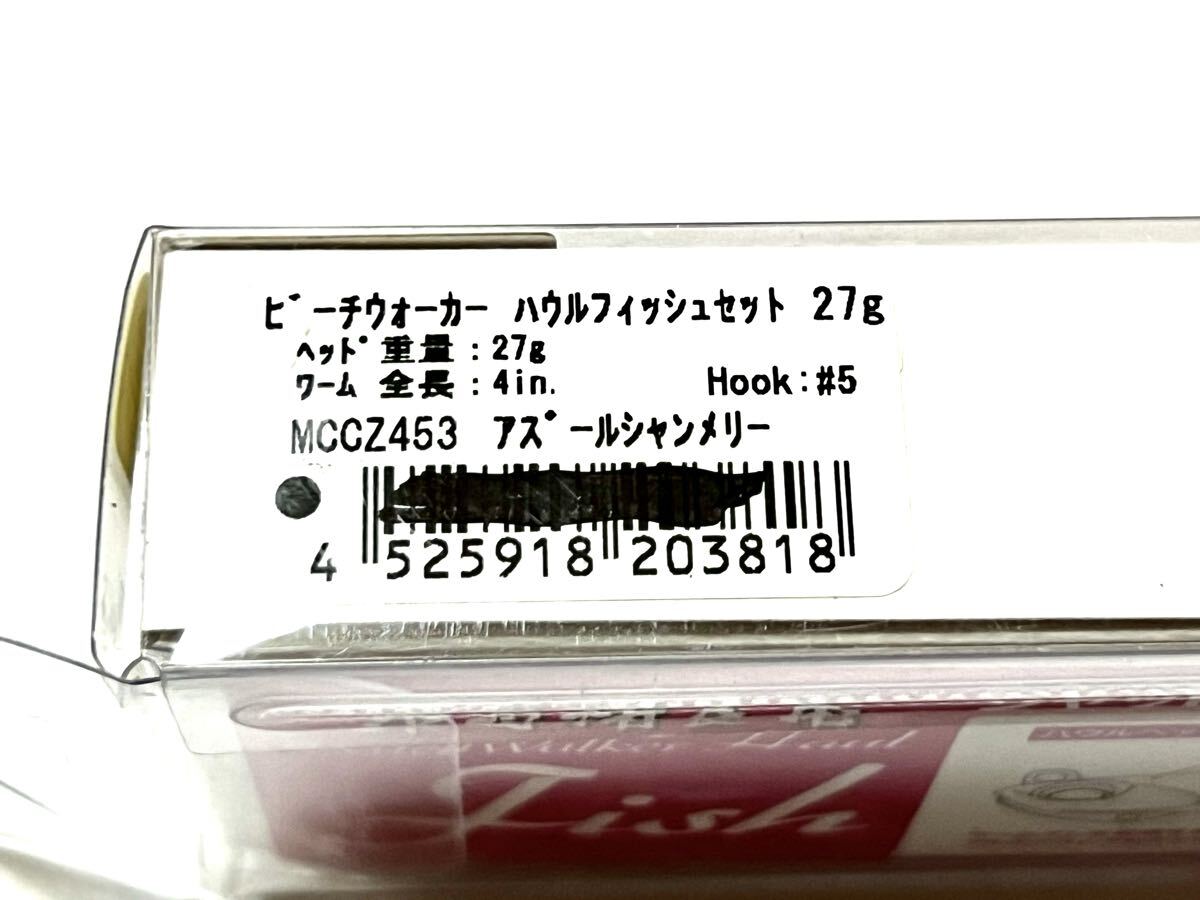 ビーチウォーカー ハウルフィッシュセット 27g
ヘッド重量:27g
ワーム 全長:4in. Hook:#5
MCCZ453 アズールシャンメリー
4 525918 203818
Fish